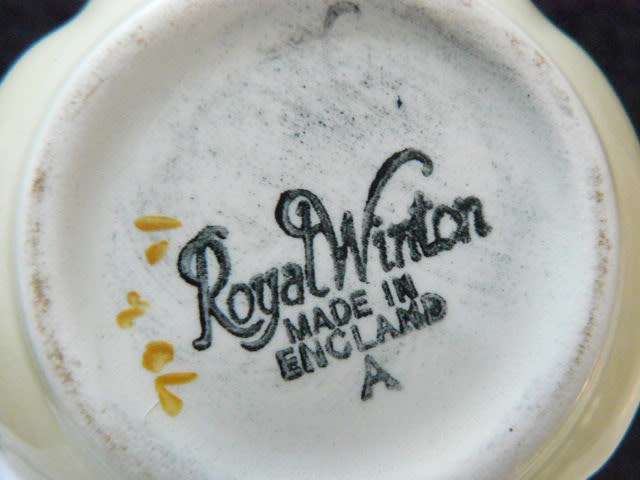 Royal Winton
MADE IN
ENGLAND
A